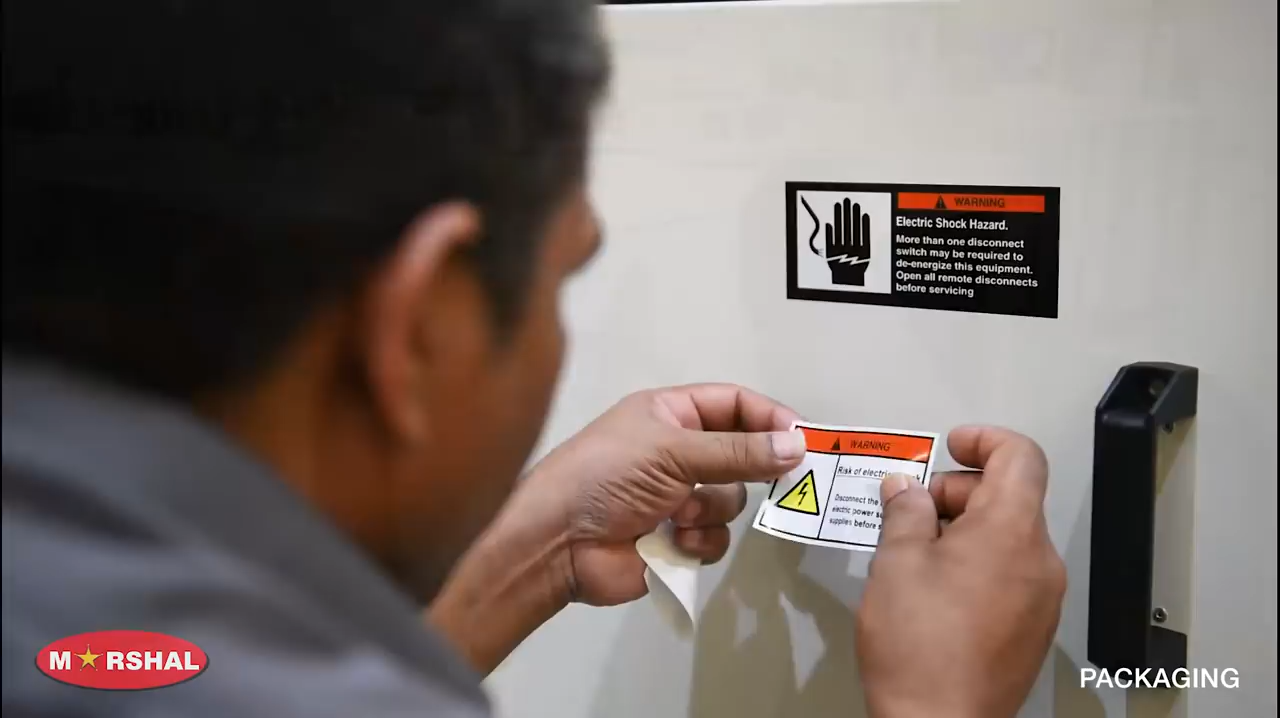 WARNING
Electric Shock Hazard.
More than one disconnect
switch may be required to
de-energize this equipment.
Open all remote disconnects
before servicing
WARNING
Risk of electric
Disconnect the
electric power
supplies before
M★RSHAL
PACKAGING